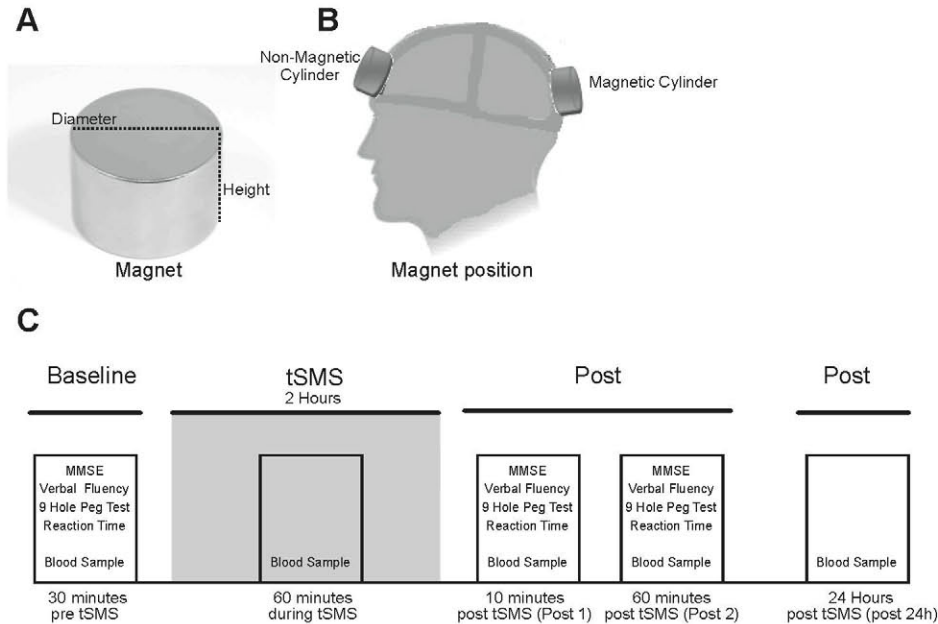 A
Diameter
Height
Magnet
B
Non-Magnetic
Cylinder
Magnetic Cylinder
Magnet position
C
Baseline
tSMS
2 Hours
Post
Post
MMSE
Verbal Fluency
9 Hole Peg Test
Reaction Time
Blood Sample
30 minutes
pre tSMS
Blood Sample
60 minutes
during tSMS
MMSE
Verbal Fluency
9 Hole Peg Test
Reaction Time
Blood Sample
10 minutes
post tSMS (Post 1)
MMSE
Verbal Fluency
9 Hole Peg Test
Reaction Time
Blood Sample
60 minutes
post tSMS (Post 2)
Blood Sample
24 Hours
post tSMS (post 24h)